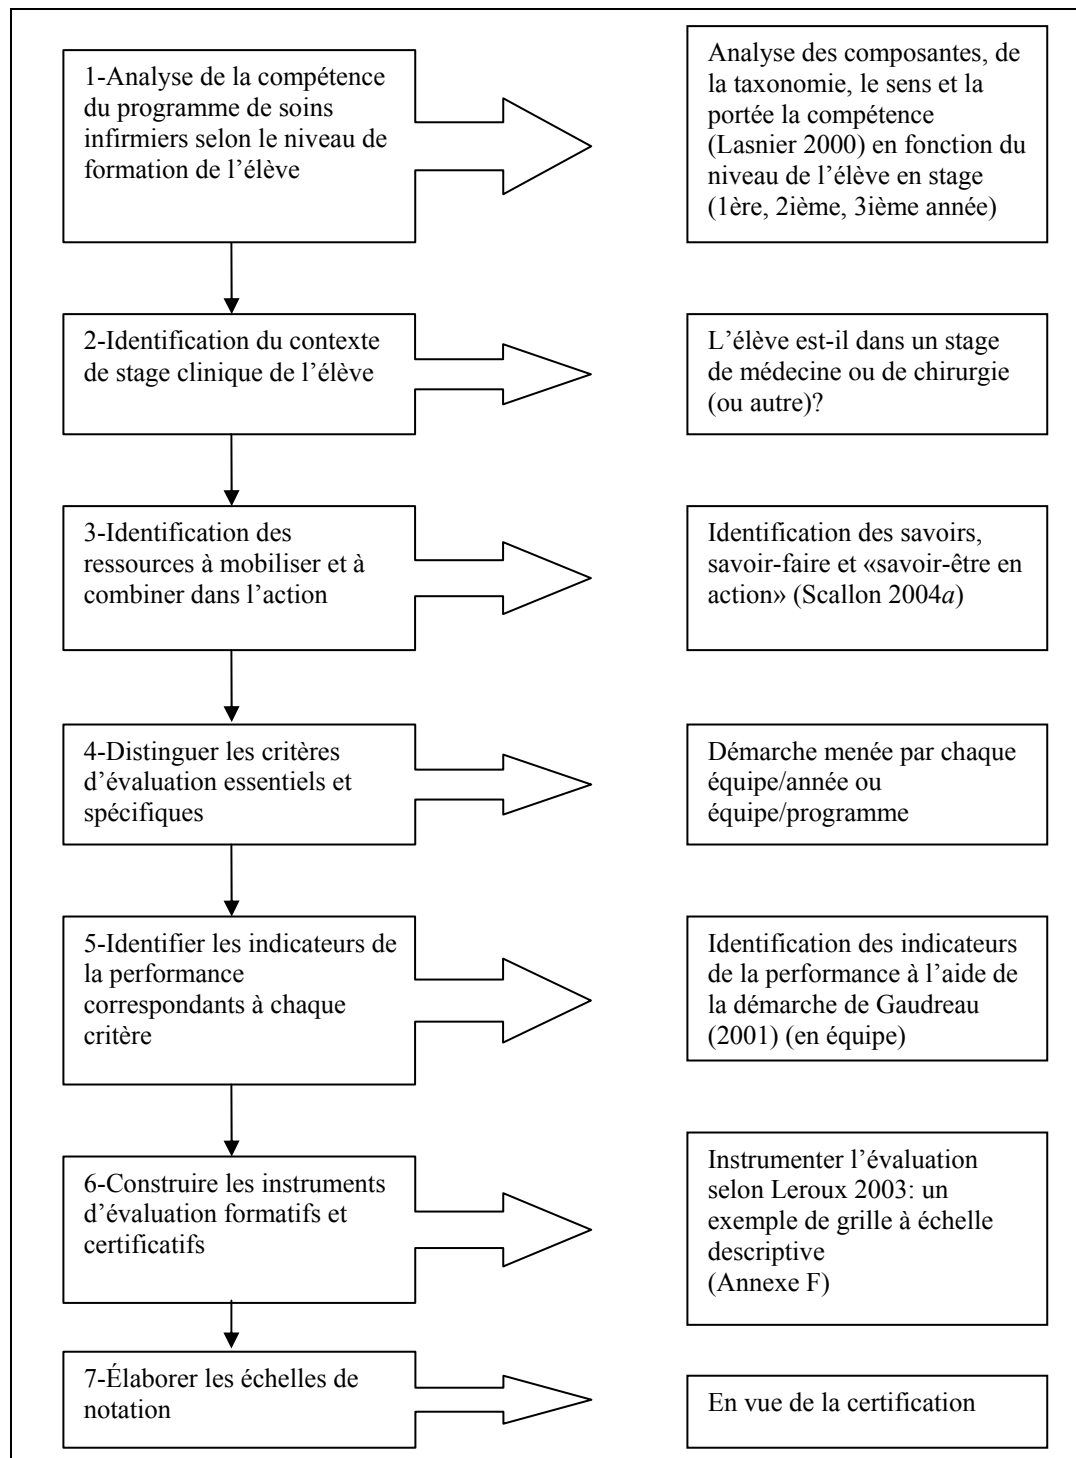 1-Analyse de la compétence
du programme de soins
infirmiers selon le niveau de
formation de l’élève
Analyse des composantes, de
la taxonomie, le sens et la
portée la compétence
(Lasnier 2000) en fonction du
niveau de l’élève en stage
(1ère, 2ième, 3ième année)
2-Identification du contexte
de stage clinique de l’élève
L’élève est-il dans un stage
de médecine ou de chirurgie
(ou autre)?
3-Identification des
ressources à mobiliser et à
combiner dans l’action
Identification des savoirs,
savoir-faire et «savoir-être en
action» (Scallon 2004a)
4-Distinguer les critères
d’évaluation essentiels et
spécifiques
Démarche menée par chaque
équipe/année ou
équipe/programme
5-Identifier les indicateurs de
la performance
correspondants à chaque
critère
Identification des indicateurs
de la performance à l’aide de
la démarche de Gaudreau
(2001) (en équipe)
6-Construire les instruments
d’évaluation formatifs et
certificatifs
Instrumenter l’évaluation
selon Leroux 2003: un
exemple de grille à échelle
descriptive
(Annexe F)
7-Élaborer les échelles de
notation
En vue de la certification